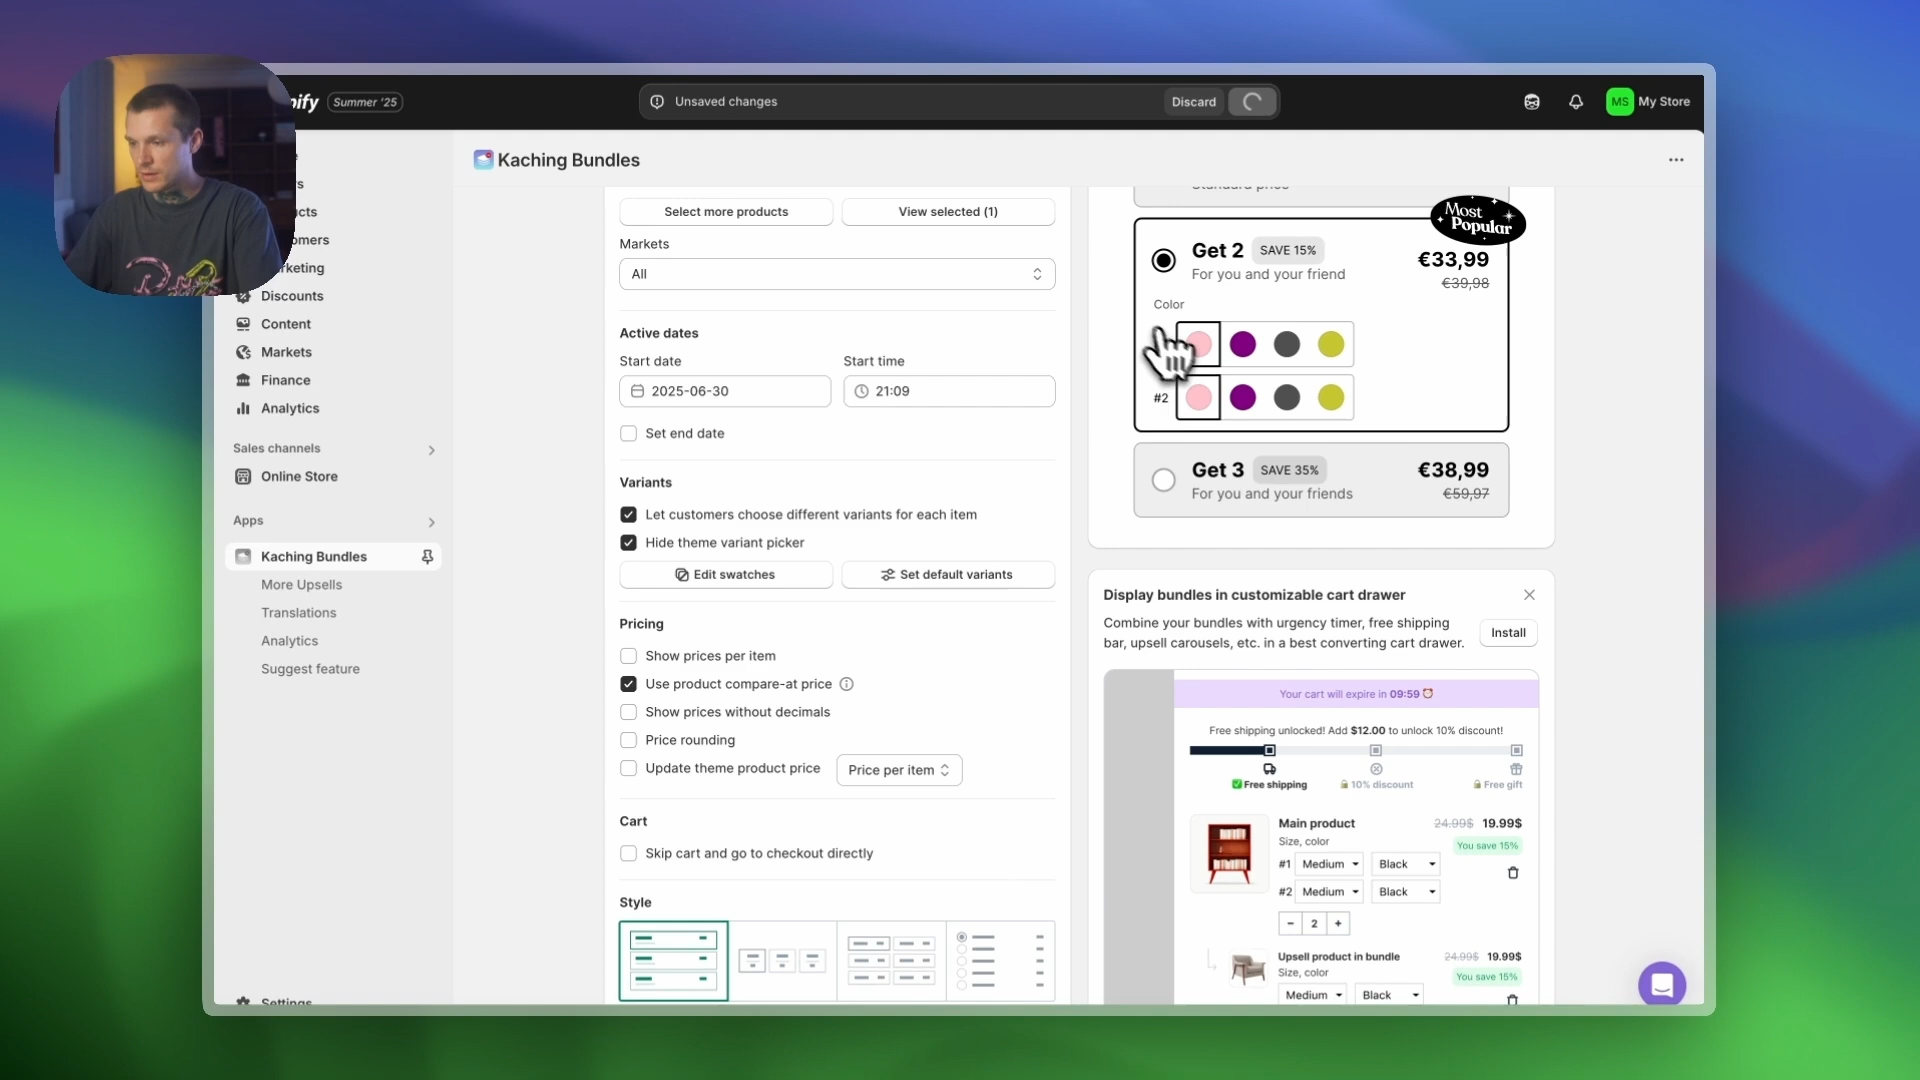 pify
Summer '25
Unsaved changes
Discard
MS
My Store
Kaching Bundles
Discounts
Content
Markets
Finance
Analytics
Sales channels
Online Store
Apps
Kaching Bundles
More Upsells
Translations
Analytics
Suggest feature
Settings
Select more products
View selected (1)
Markets
All
Active dates
Start date
Start time
2025-06-30
21:09
Set end date
Variants
Let customers choose different variants for each item
Hide theme variant picker
Edit swatches
Set default variants
Pricing
Show prices per item
Use product compare-at price
Show prices without decimals
Price rounding
Update theme product price
Price per item
Cart
Skip cart and go to checkout directly
Style
Standard price
Most Popular
Get 2
SAVE 15%
€33,99
For you and your friend
€39,98
Color
#2
Get 3
SAVE 35%
€38,99
For you and your friends
€59,97
Display bundles in customizable cart drawer
Combine your bundles with urgency timer, free shipping
bar, upsell carousels, etc. in a best converting cart drawer.
Install
Your cart will expire in 09:59
Free shipping unlocked! Add $12.00 to unlock 10% discount!
Free shipping
10% discount
Free gift
Main product
24.99$ 19.99$
Size, color
You save 15%
#1 Medium Black
#2 Medium Black
− 2 +
Upsell product in bundle
24.99$ 19.99$
Size, color
You save 15%
Medium Black